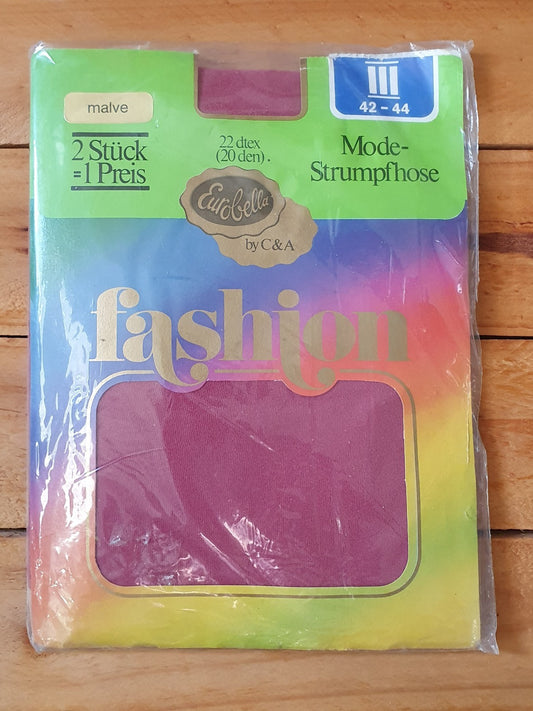 malve
2 Stück
=1 Preis
22 dtex
(20 den).
Eurobella
by C&A
III
42 - 44
Mode-
Strumpfhose
fashion